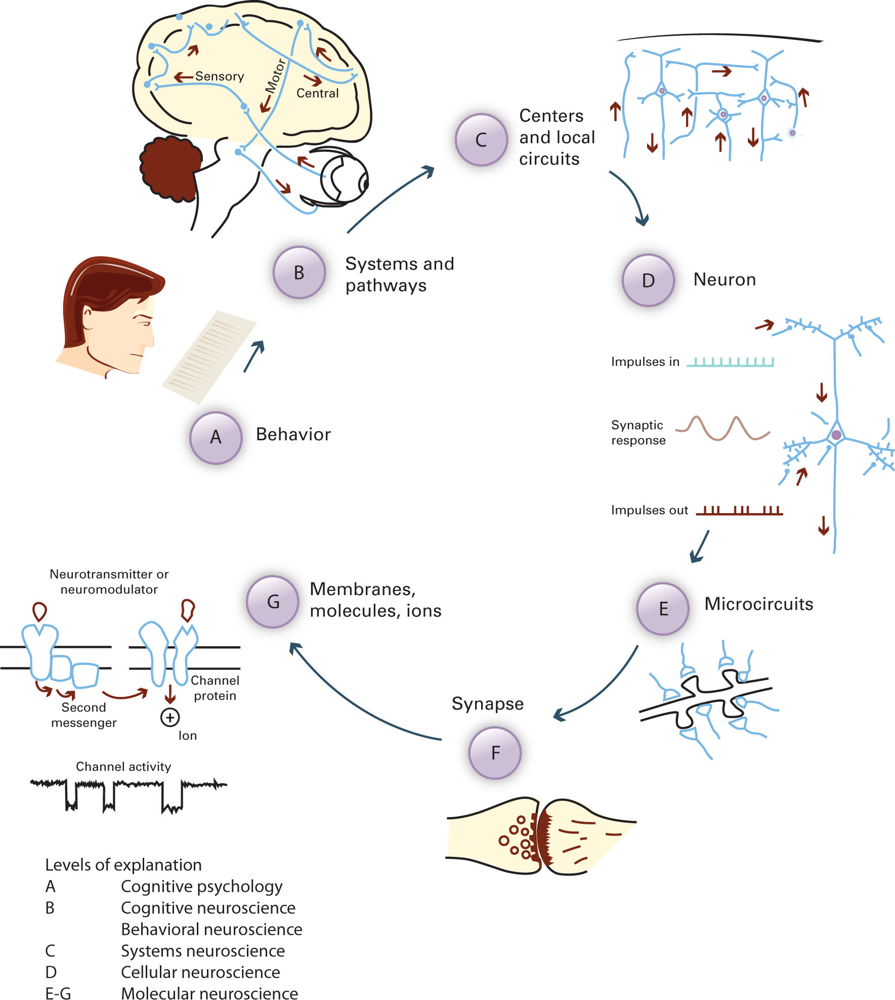 Sensory
Motor
Central
C
Centers
and local
circuits
B
Systems and
pathways
D
Neuron
Impulses in
Synaptic
response
Impulses out
A
Behavior
Neurotransmitter or
neuromodulator
G
Membranes,
molecules, ions
E
Microcircuits
Channel
protein
Second
messenger
+
Ion
Synapse
F
Channel activity
Levels of explanation
A Cognitive psychology
B Cognitive neuroscience
Behavioral neuroscience
C Systems neuroscience
D Cellular neuroscience
E-G Molecular neuroscience